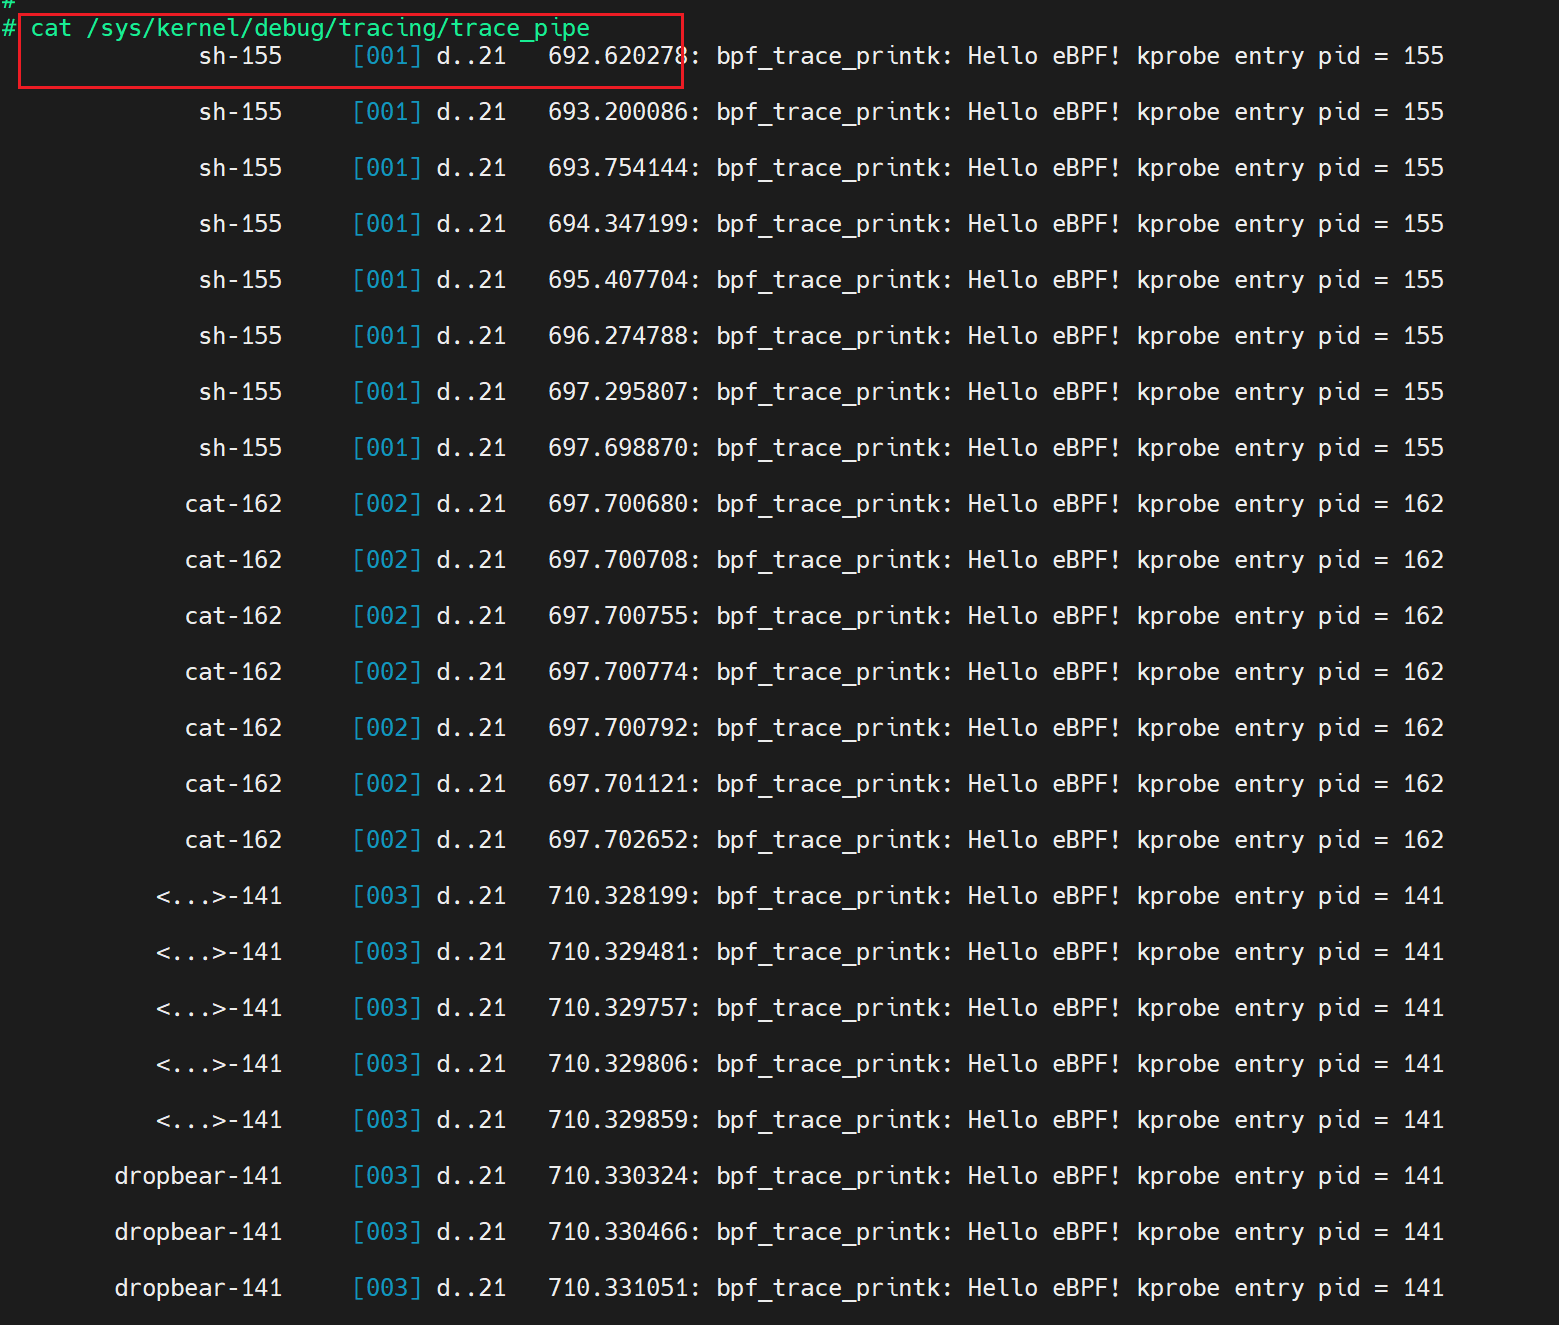 #
# cat /sys/kernel/debug/tracing/trace_pipe
sh-155 [001] d..21 692.620278: bpf_trace_printk: Hello eBPF! kprobe entry pid = 155
sh-155 [001] d..21 693.200086: bpf_trace_printk: Hello eBPF! kprobe entry pid = 155
sh-155 [001] d..21 693.754144: bpf_trace_printk: Hello eBPF! kprobe entry pid = 155
sh-155 [001] d..21 694.347199: bpf_trace_printk: Hello eBPF! kprobe entry pid = 155
sh-155 [001] d..21 695.407704: bpf_trace_printk: Hello eBPF! kprobe entry pid = 155
sh-155 [001] d..21 696.274788: bpf_trace_printk: Hello eBPF! kprobe entry pid = 155
sh-155 [001] d..21 697.295807: bpf_trace_printk: Hello eBPF! kprobe entry pid = 155
sh-155 [001] d..21 697.698870: bpf_trace_printk: Hello eBPF! kprobe entry pid = 155
cat-162 [002] d..21 697.700680: bpf_trace_printk: Hello eBPF! kprobe entry pid = 162
cat-162 [002] d..21 697.700708: bpf_trace_printk: Hello eBPF! kprobe entry pid = 162
cat-162 [002] d..21 697.700755: bpf_trace_printk: Hello eBPF! kprobe entry pid = 162
cat-162 [002] d..21 697.700774: bpf_trace_printk: Hello eBPF! kprobe entry pid = 162
cat-162 [002] d..21 697.700792: bpf_trace_printk: Hello eBPF! kprobe entry pid = 162
cat-162 [002] d..21 697.701121: bpf_trace_printk: Hello eBPF! kprobe entry pid = 162
cat-162 [002] d..21 697.702652: bpf_trace_printk: Hello eBPF! kprobe entry pid = 162
<...>-141 [003] d..21 710.328199: bpf_trace_printk: Hello eBPF! kprobe entry pid = 141
<...>-141 [003] d..21 710.329481: bpf_trace_printk: Hello eBPF! kprobe entry pid = 141
<...>-141 [003] d..21 710.329757: bpf_trace_printk: Hello eBPF! kprobe entry pid = 141
<...>-141 [003] d..21 710.329806: bpf_trace_printk: Hello eBPF! kprobe entry pid = 141
<...>-141 [003] d..21 710.329859: bpf_trace_printk: Hello eBPF! kprobe entry pid = 141
dropbear-141 [003] d..21 710.330324: bpf_trace_printk: Hello eBPF! kprobe entry pid = 141
dropbear-141 [003] d..21 710.330466: bpf_trace_printk: Hello eBPF! kprobe entry pid = 141
dropbear-141 [003] d..21 710.331051: bpf_trace_printk: Hello eBPF! kprobe entry pid = 141